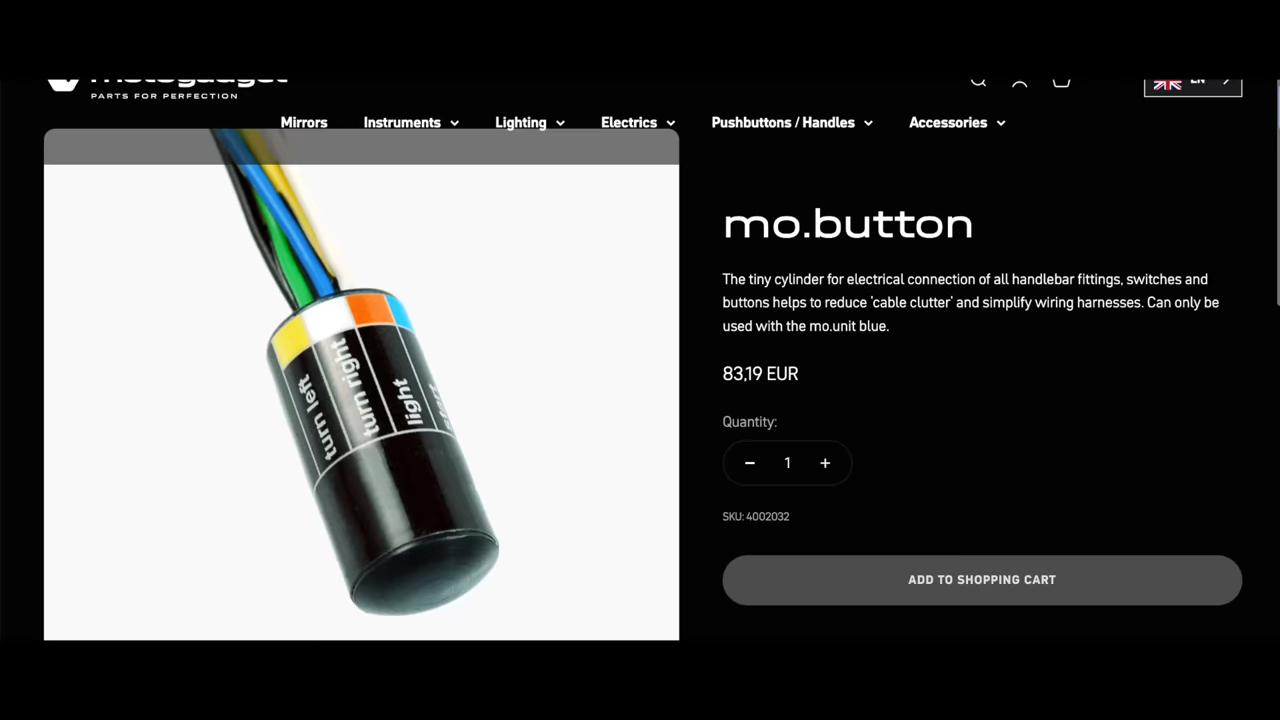 motogadget
PARTS FOR PERFECTION
EN
Mirrors
Instruments
Lighting
Electrics
Pushbuttons / Handles
Accessories
turn left
turn right
light
start
mo.button
The tiny cylinder for electrical connection of all handlebar fittings, switches and
buttons helps to reduce 'cable clutter' and simplify wiring harnesses. Can only be
used with the mo.unit blue.
83,19 EUR
Quantity:
1
SKU: 4002032
ADD TO SHOPPING CART